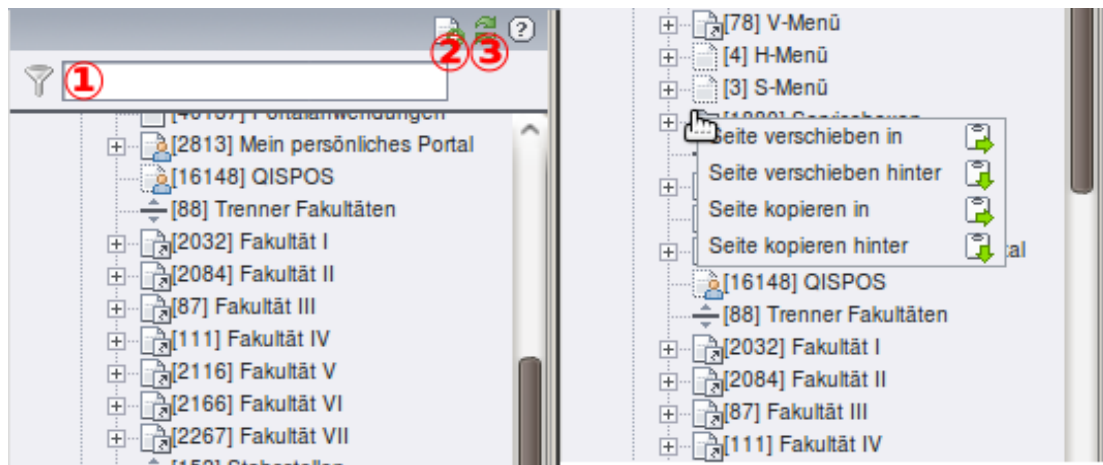 ②③ ?
①
[2813] Mein persönliches Portal
[16148] QISPOS
[88] Trenner Fakultäten
[2032] Fakultät I
[2084] Fakultät II
[87] Fakultät III
[111] Fakultät IV
[2116] Fakultät V
[2166] Fakultät VI
[2267] Fakultät VII
[78] V-Menü
[4] H-Menü
[3] S-Menü
Seite verschieben in
Seite verschieben hinter
Seite kopieren in
Seite kopieren hinter
[16148] QISPOS
[88] Trenner Fakultäten
[2032] Fakultät I
[2084] Fakultät II
[87] Fakultät III
[111] Fakultät IV